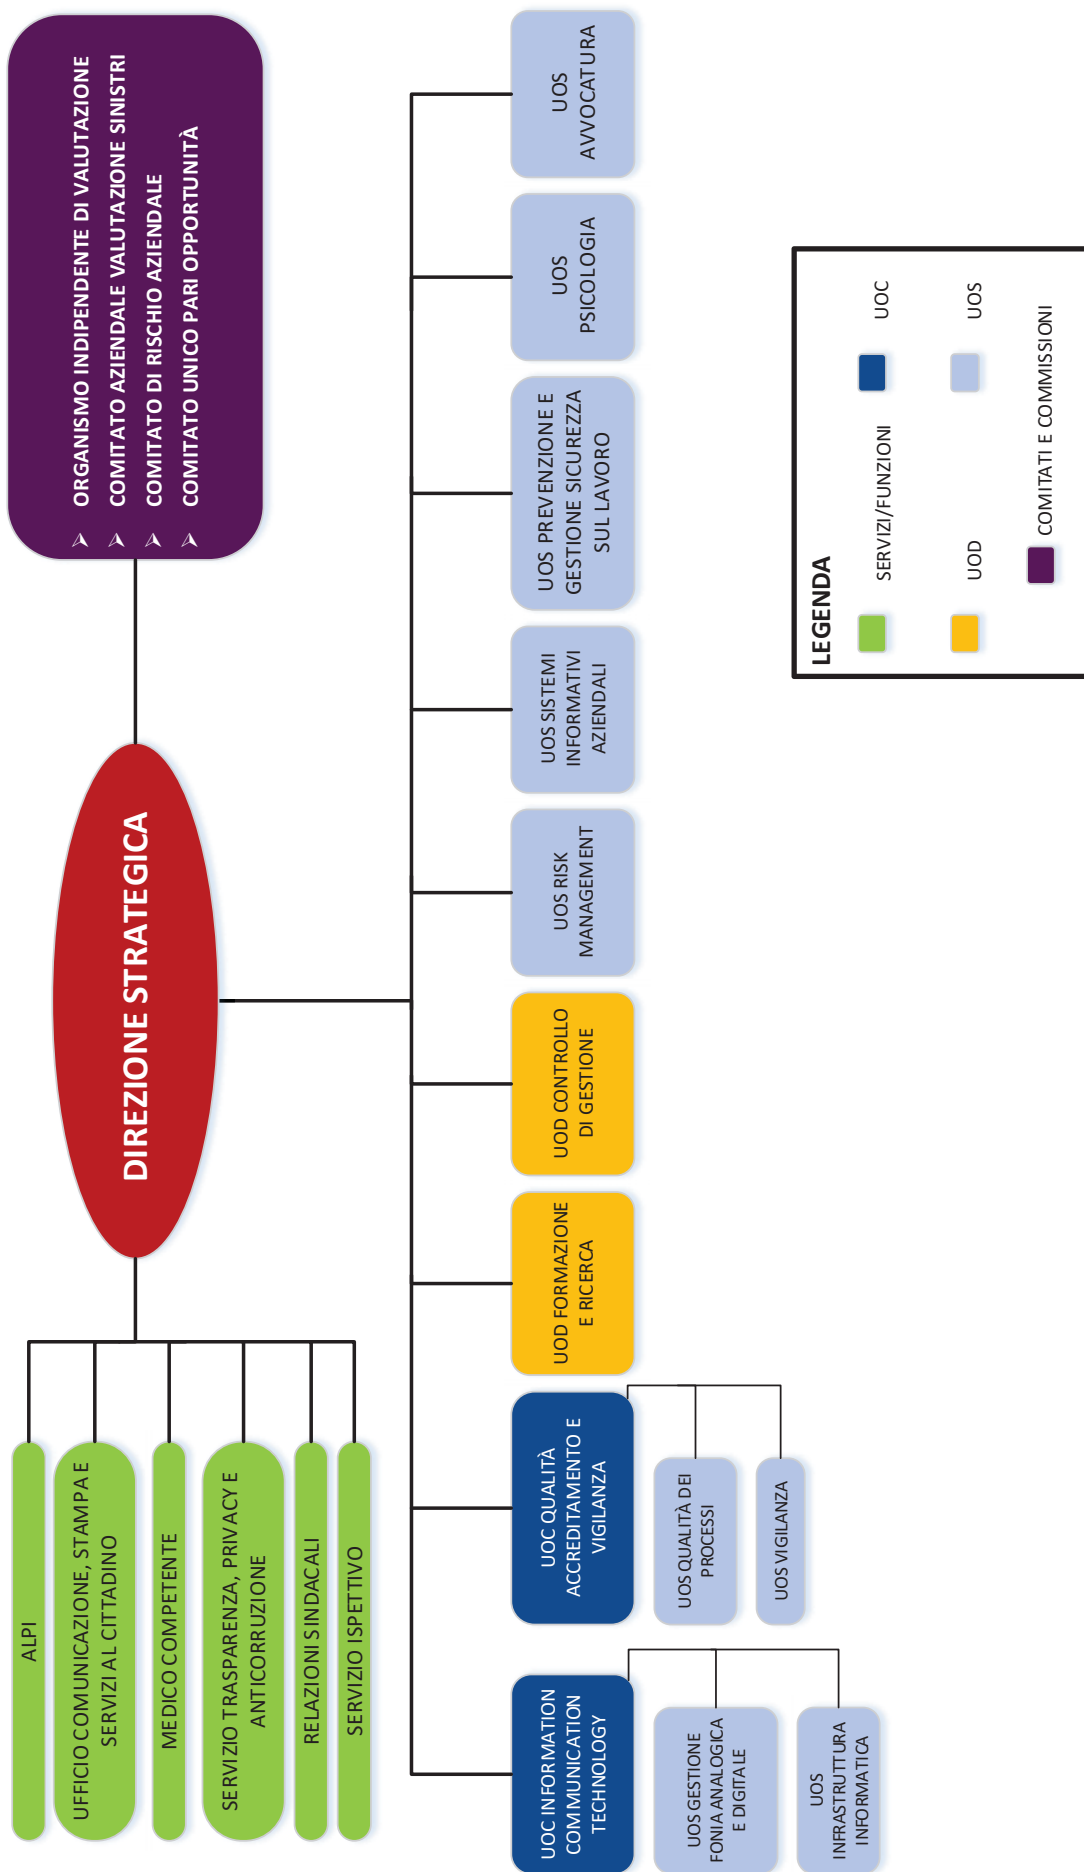 ALPI
UFFICIO COMUNICAZIONE, STAMPA E
SERVIZI AL CITTADINO
MEDICO COMPETENTE
SERVIZIO TRASPARENZA, PRIVACY E
ANTICORRUZIONE
RELAZIONI SINDACALI
SERVIZIO ISPETTIVO
DIREZIONE STRATEGICA
➢ ORGANISMO INDIPENDENTE DI VALUTAZIONE
➢ COMITATO AZIENDALE VALUTAZIONE SINISTRI
➢ COMITATO DI RISCHIO AZIENDALE
➢ COMITATO UNICO PARI OPPORTUNITÀ
UOC INFORMATION
COMMUNICATION
TECHNOLOGY
UOS GESTIONE
FONIA ANALOGICA
E DIGITALE
UOS
INFRASTRUTTURA
INFORMATICA
UOC QUALITÀ
ACCREDITAMENTO E
VIGILANZA
UOS QUALITÀ DEI
PROCESSI
UOS VIGILANZA
UOD FORMAZIONE
E RICERCA
UOD CONTROLLO
DI GESTIONE
UOS RISK
MANAGEMENT
UOS SISTEMI
INFORMATIVI
AZIENDALI
UOS PREVENZIONE E
GESTIONE SICUREZZA
SUL LAVORO
UOS
PSICOLOGIA
UOS
AVVOCATURA
LEGENDA
SERVIZI/FUNZIONI
UOC
UOD
UOS
COMITATI E COMMISSIONI